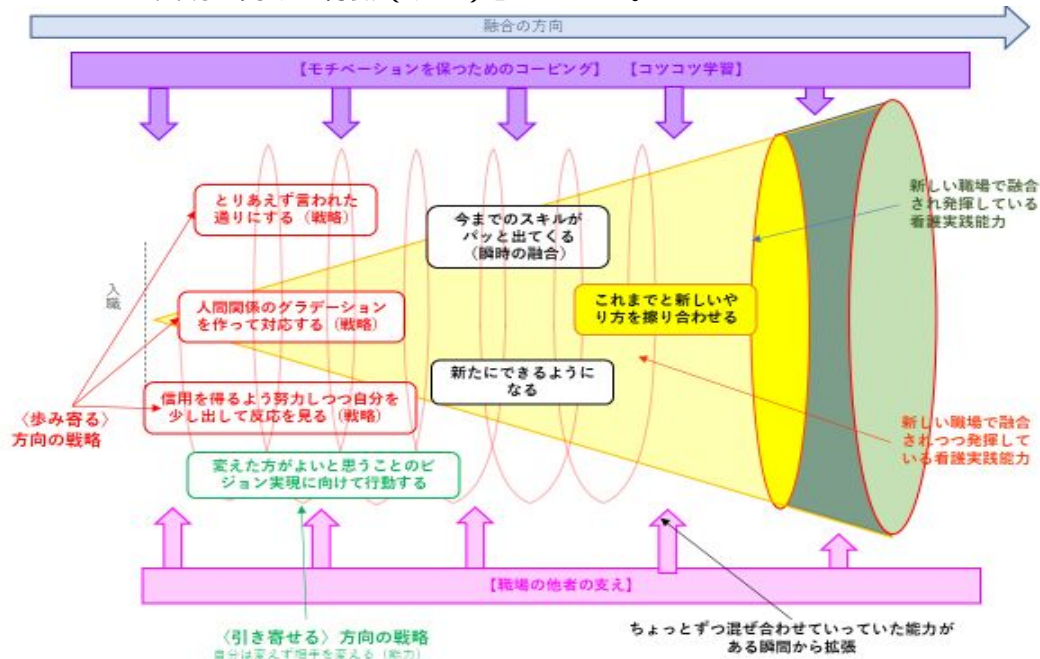 融合の方向
【モチベーションを保つためのコーピング】 【コツコツ学習】
とりあえず言われた
通りにする（戦略）
今までのスキルが
パッと出てくる
（瞬時の融合）
新しい職場で融合
され発揮している
看護実践能力
入職
人間関係のグラデーション
を作って対応する（戦略）
これまでと新しいや
り方を擦り合わせる
新たにできるように
なる
信用を得るよう努力しつつ自分を
少し出して反応を見る（戦略）
〈歩み寄る〉
方向の戦略
新しい職場で融合
されつつ発揮して
いる看護実践能力
変えた方がよいと思うことのビ
ジョン実現に向けて行動する
【職場の他者の支え】
〈引き寄せる〉方向の戦略
自分は変えず相手を変える（能力）
ちょっとずつ混ぜ合わせていっていた能力が
ある瞬間から拡張